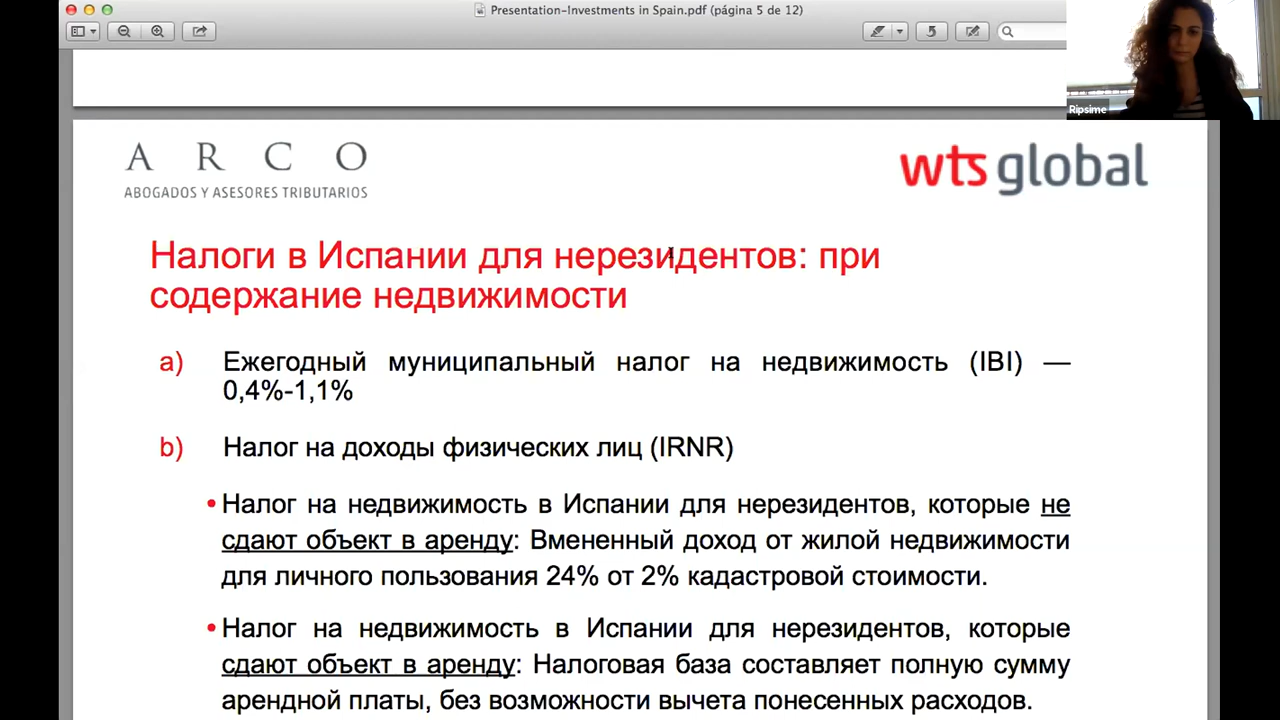 Presentation-Investments in Spain.pdf (página 5 de 12)
Ripsime
A R C O
ABOGADOS Y ASESORES TRIBUTARIOS
wts global
Налоги в Испании для нерезидентов: при
содержание недвижимости
a) Ежегодный муниципальный налог на недвижимость (IBI) —
0,4%-1,1%
b) Налог на доходы физических лиц (IRNR)
• Налог на недвижимость в Испании для нерезидентов, которые не
сдают объект в аренду: Вмененный доход от жилой недвижимости
для личного пользования 24% от 2% кадастровой стоимости.
• Налог на недвижимость в Испании для нерезидентов, которые
сдают объект в аренду: Налоговая база составляет полную сумму
арендной платы, без возможности вычета понесенных расходов.